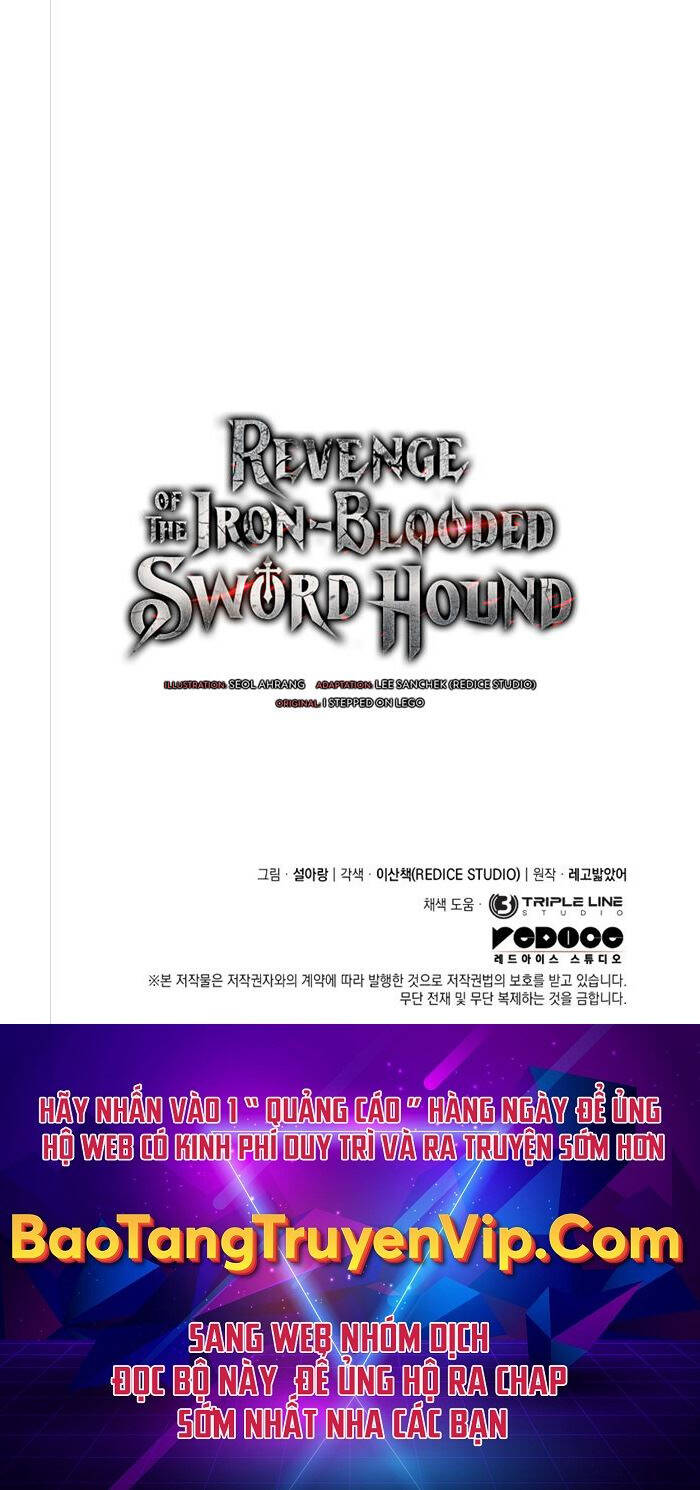 REVENGE
OF THE IRON-BLOODED
SWORD HOUND
ILLUSTRATION: SEOL AHRANG ADAPTATION: LEE SANCHEK (REDICE STUDIO)
ORIGINAL: I STEPPED ON LEGO
그림 · 설아랑 | 각색 · 이산책(REDICE STUDIO) | 원작 · 레고밟았어
채색 도움 · 3 TRIPLE LINE
STUDIO
REDICE
레드아이스 스튜디오
※본 저작물은 저작권자와의 계약에 따라 발행한 것으로 저작권법의 보호를 받고 있습니다.
무단 전재 및 무단 복제하는 것을 금합니다.
HÃY NHẤN VÀO 1 “ QUẢNG CÁO ” HÀNG NGÀY ĐỂ ỦNG
HỘ WEB CÓ KINH PHÍ DUY TRÌ VÀ RA TRUYỆN SỚM HƠN
BaoTangTruyenVip.Com
SANG WEB NHÓM DỊCH
ĐỌC BỘ NÀY ĐỂ ỦNG HỘ RA CHAP
SỚM NHẤT NHA CÁC BẠN